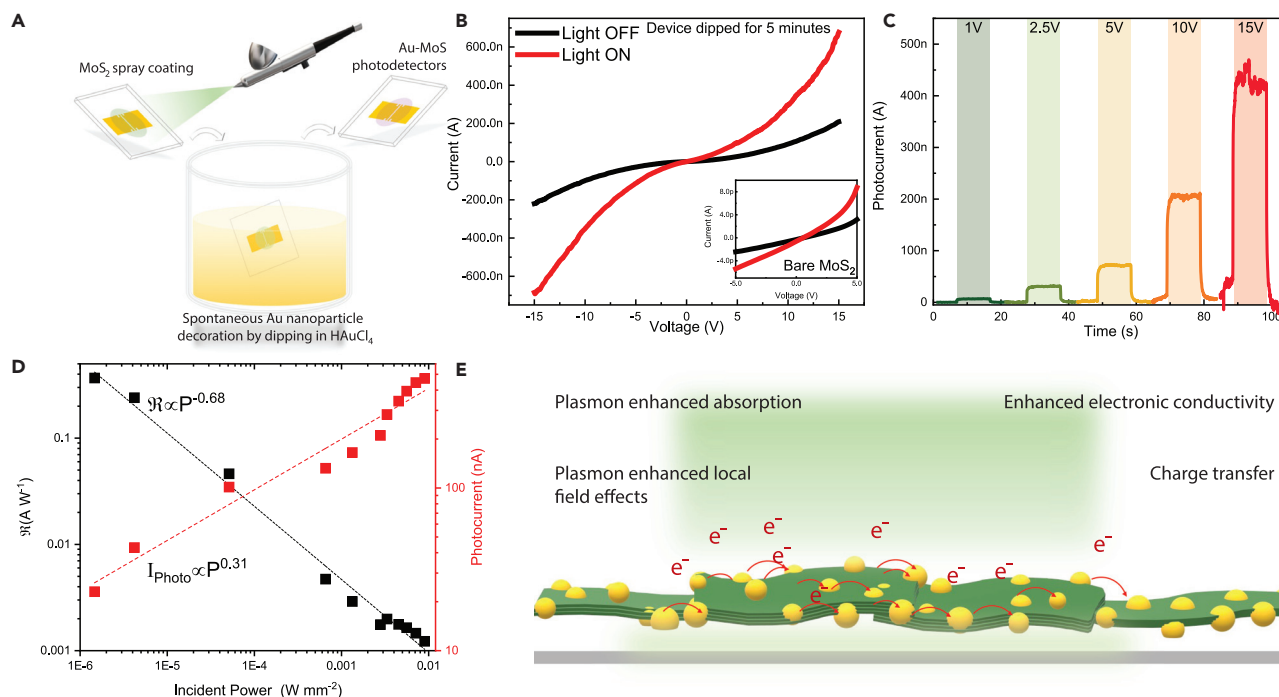 A
MoS2 spray coating
Au-MoS
photodetectors
Spontaneous Au nanoparticle
decoration by dipping in HAuCl4
B
Light OFF
Light ON
Device dipped for 5 minutes
600.0n
400.0n
200.0n
0.0
-200.0n
-400.0n
-600.0n
Current (A)
-15 -10 -5 0 5 10 15
Voltage (V)
8.0p
4.0p
0.0
-4.0p
Current (A)
Bare MoS2
-5.0 0.0 5.0
Voltage (V)
C
1V 2.5V 5V 10V 15V
500n
400n
300n
200n
100n
0
Photocurrent (A)
0 20 40 60 80 100
Time (s)
D
ℜ∝P-0.68
IPhoto∝P0.31
0.1
0.01
0.001
ℜ(A W-1)
100
10
Photocurrent (nA)
1E-6 1E-5 1E-4 0.001 0.01
Incident Power (W mm-2)
E
Plasmon enhanced absorption
Enhanced electronic conductivity
Plasmon enhanced local
field effects
Charge transfer
e-
e-
e-
e-
e-
e-
e-
e-
e-